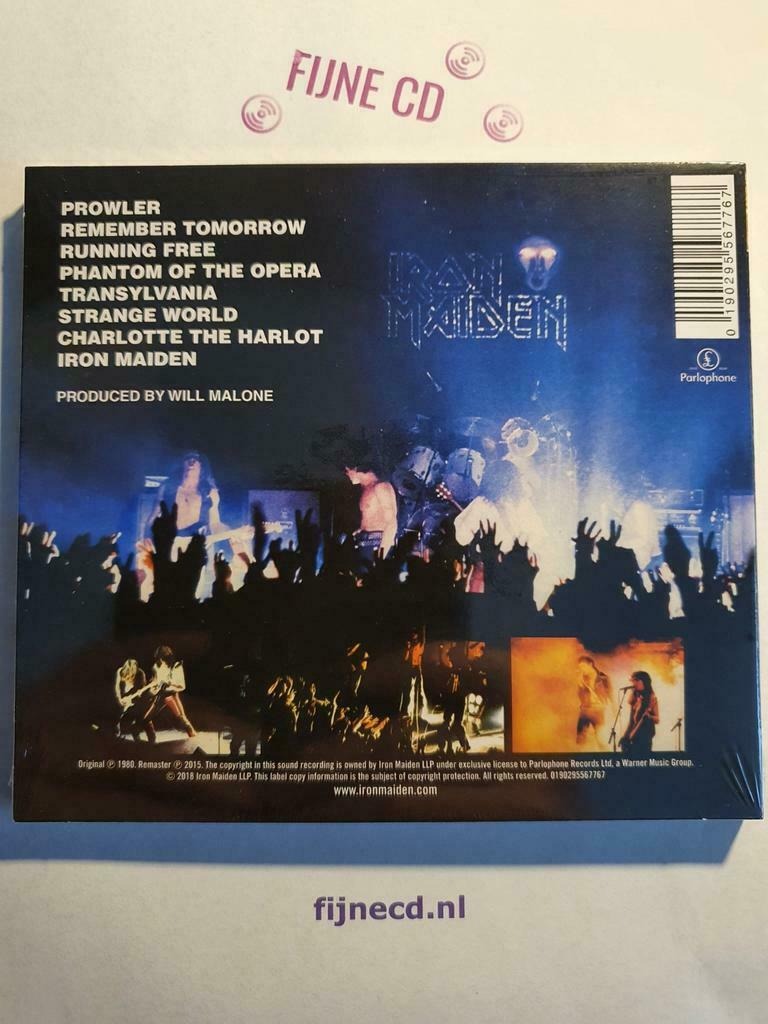 FIJNE CD
PROWLER
REMEMBER TOMORROW
RUNNING FREE
PHANTOM OF THE OPERA
TRANSYLVANIA
STRANGE WORLD
CHARLOTTE THE HARLOT
IRON MAIDEN
PRODUCED BY WILL MALONE
IRON
MAIDEN
0 190295 567767
£
Parlophone
Original ℗ 1980. Remaster ℗ 2015. The copyright in this sound recording is owned by Iron Maiden LLP under exclusive license to Parlophone Records Ltd, a Warner Music Group.
© 2018 Iron Maiden LLP. This label copy information is the subject of copyright protection. All rights reserved. 0190295567767
www.ironmaiden.com
fijnecd.nl